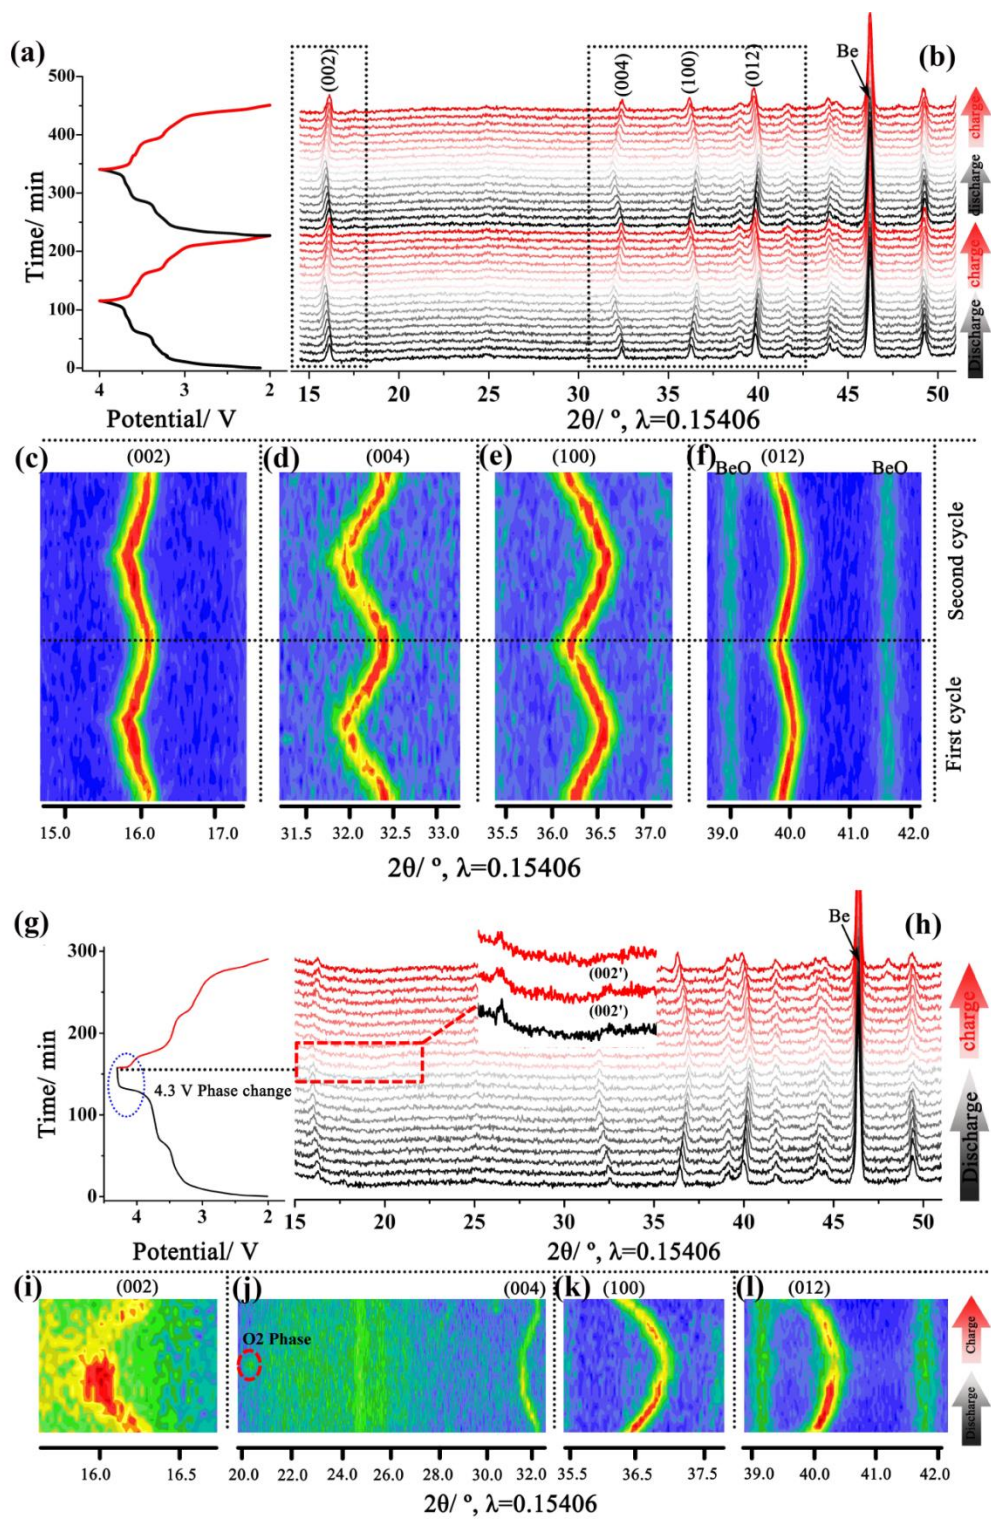 (a)
(b)
500
400
300
200
100
0
Time/ min
4
3
2
Potential/ V
(002)
(004)
(100)
(012)
Be
15
20
25
30
35
40
45
50
2θ/ °, λ=0.15406
charge
discharge
charge
Discharge
(c)
(002)
(d)
(004)
(e)
(100)
(f)
(012)
BeO
BeO
Second cycle
First cycle
15.0
16.0
17.0
31.5
32.0
32.5
33.0
35.5
36.0
36.5
37.0
39.0
40.0
41.0
42.0
2θ/ °, λ=0.15406
(g)
(h)
300
200
100
0
Time/ min
4.3 V Phase change
4
3
2
Potential/ V
Be
(002')
(002')
15
20
25
30
35
40
45
50
2θ/ °, λ=0.15406
charge
Discharge
(i)
(002)
(j)
(004)
(k)
(100)
(l)
(012)
O2 Phase
Charge
Discharge
16.0
16.5
20.0
22.0
24.0
26.0
28.0
30.0
32.0
35.5
36.5
37.5
39.0
40.0
41.0
42.0
2θ/ °, λ=0.15406